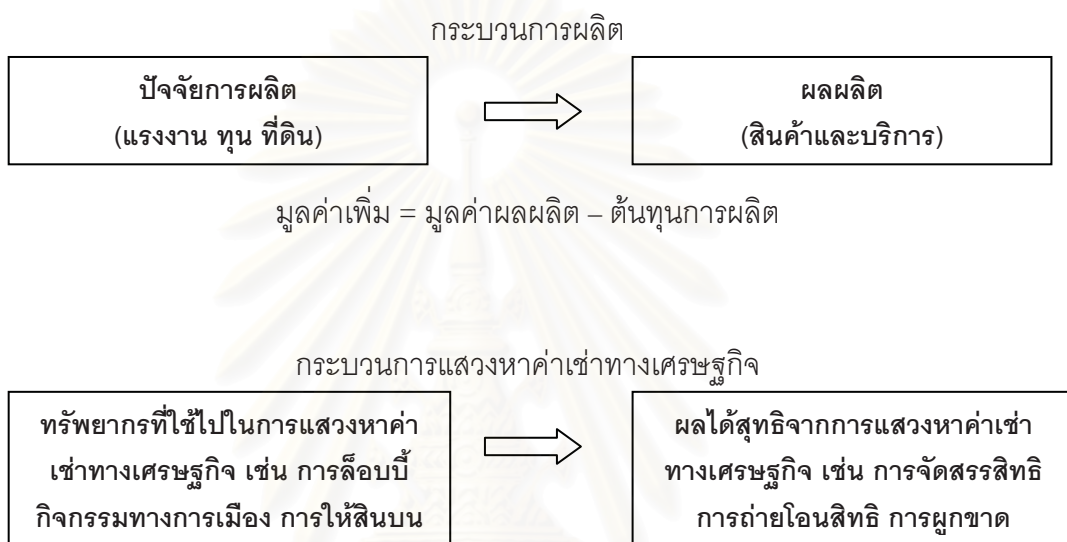 กระบวนการผลิต
ปัจจัยการผลิต
(แรงงาน ทุน ที่ดิน)
ผลผลิต
(สินค้าและบริการ)
มูลค่าเพิ่ม = มูลค่าผลผลิต – ต้นทุนการผลิต
กระบวนการแสวงหาค่าเช่าทางเศรษฐกิจ
ทรัพยากรที่ใช้ไปในการแสวงหาค่า
เช่าทางเศรษฐกิจ เช่น การล็อบบี้
กิจกรรมทางการเมือง การให้สินบน
ผลได้สุทธิจากการแสวงหาค่าเช่า
ทางเศรษฐกิจ เช่น การจัดสรรสิทธิ
การถ่ายโอนสิทธิ การผูกขาด